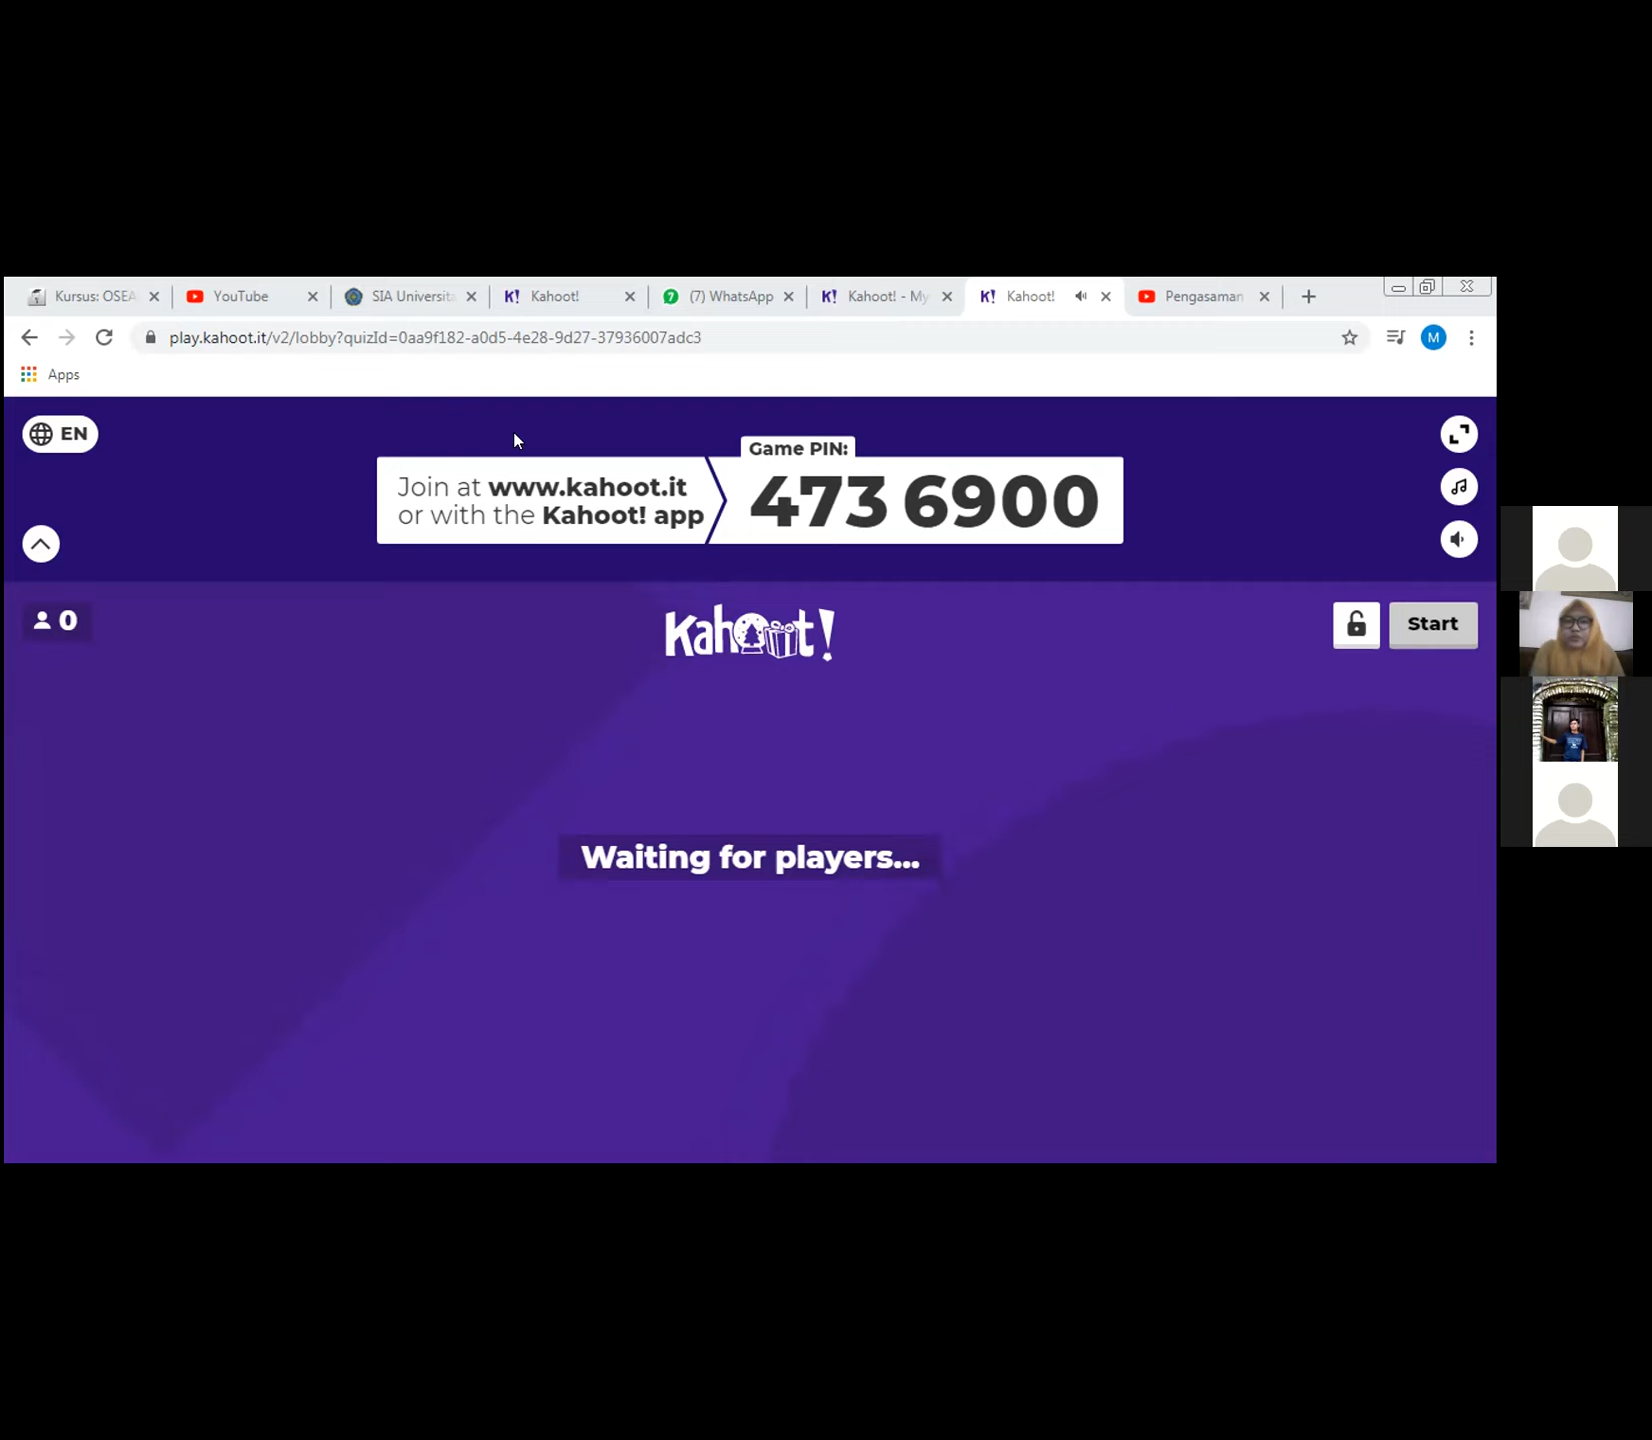 Kursus: OSEA
YouTube
SIA Universita
Kahoot!
(7) WhatsApp
Kahoot! - My
Kahoot!
Pengasaman
play.kahoot.it/v2/lobby?quizId=0aa9f182-a0d5-4e28-9d27-37936007adc3
M
Apps
EN
Game PIN:
Join at www.kahoot.it
or with the Kahoot! app
473 6900
0
Kahoot!
Start
Waiting for players...